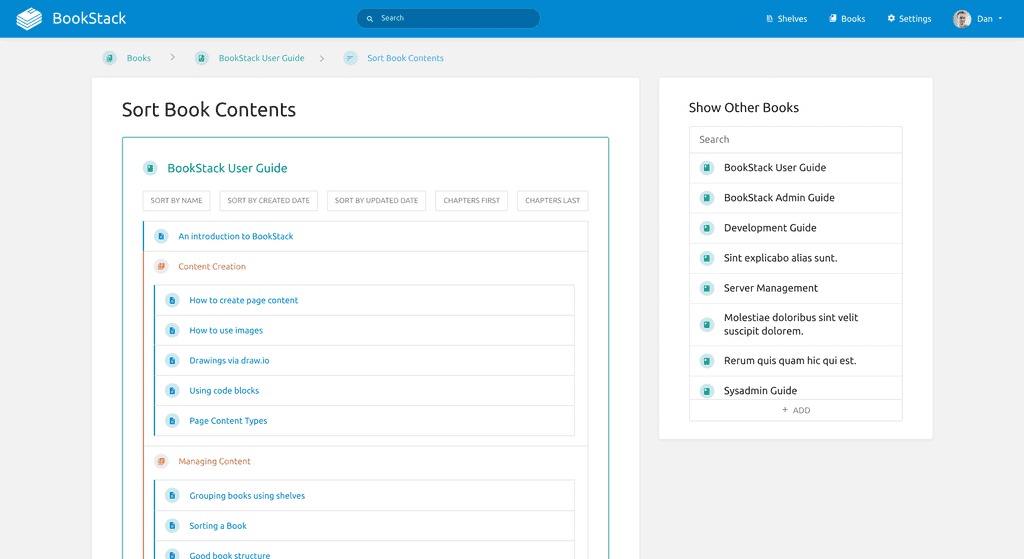 BookStack
Search
Shelves
Books
Settings
Dan
Books
BookStack User Guide
Sort Book Contents
Sort Book Contents
BookStack User Guide
SORT BY NAME
SORT BY CREATED DATE
SORT BY UPDATED DATE
CHAPTERS FIRST
CHAPTERS LAST
An introduction to BookStack
Content Creation
How to create page content
How to use images
Drawings via draw.io
Using code blocks
Page Content Types
Managing Content
Grouping books using shelves
Sorting a Book
Good book structure
Show Other Books
Search
BookStack User Guide
BookStack Admin Guide
Development Guide
Sint explicabo alias sunt.
Server Management
Molestiae doloribus sint velit
suscipit dolorem.
Rerum quis quam hic qui est.
Sysadmin Guide
+ ADD